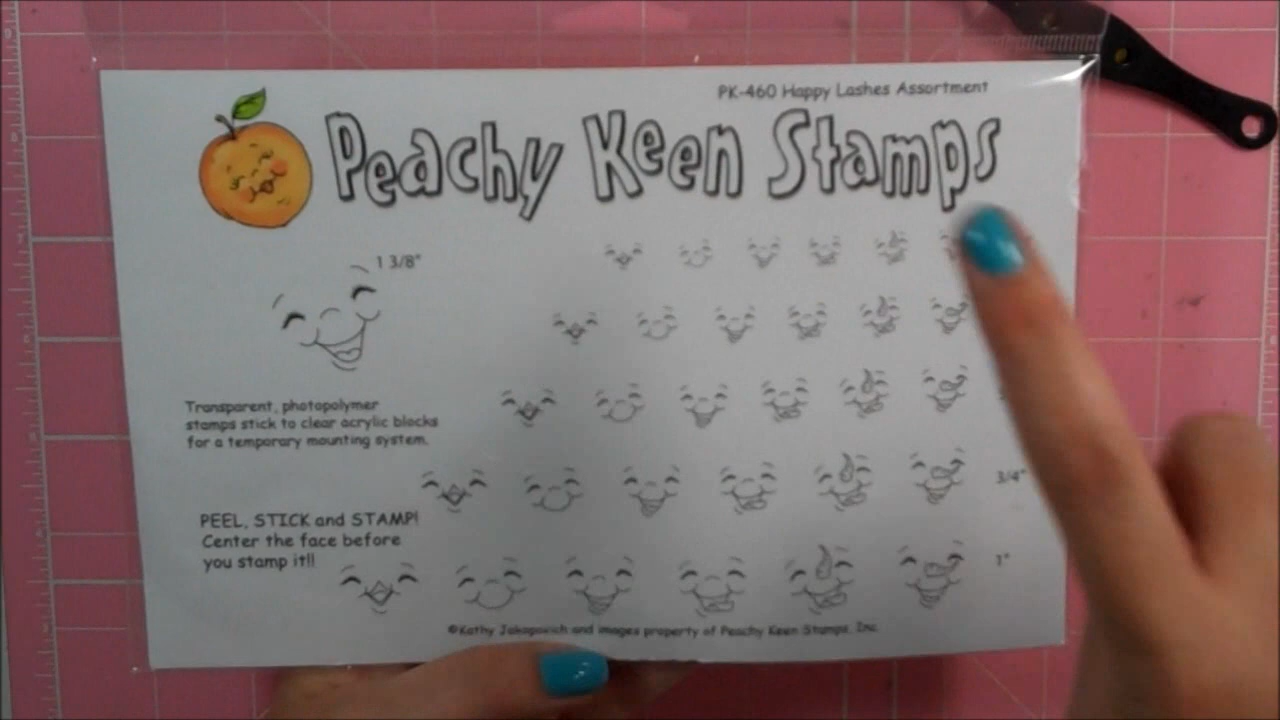 PK-460 Happy Lashes Assortment
Peachy Keen Stamps
1 3/8"
Transparent, photopolymer
stamps stick to clear acrylic blocks
for a temporary mounting system.
3/4"
PEEL, STICK and STAMP!
Center the face before
you stamp it!!
1"
©Kathy Jakopovich and images property of Peachy Keen Stamps, Inc.